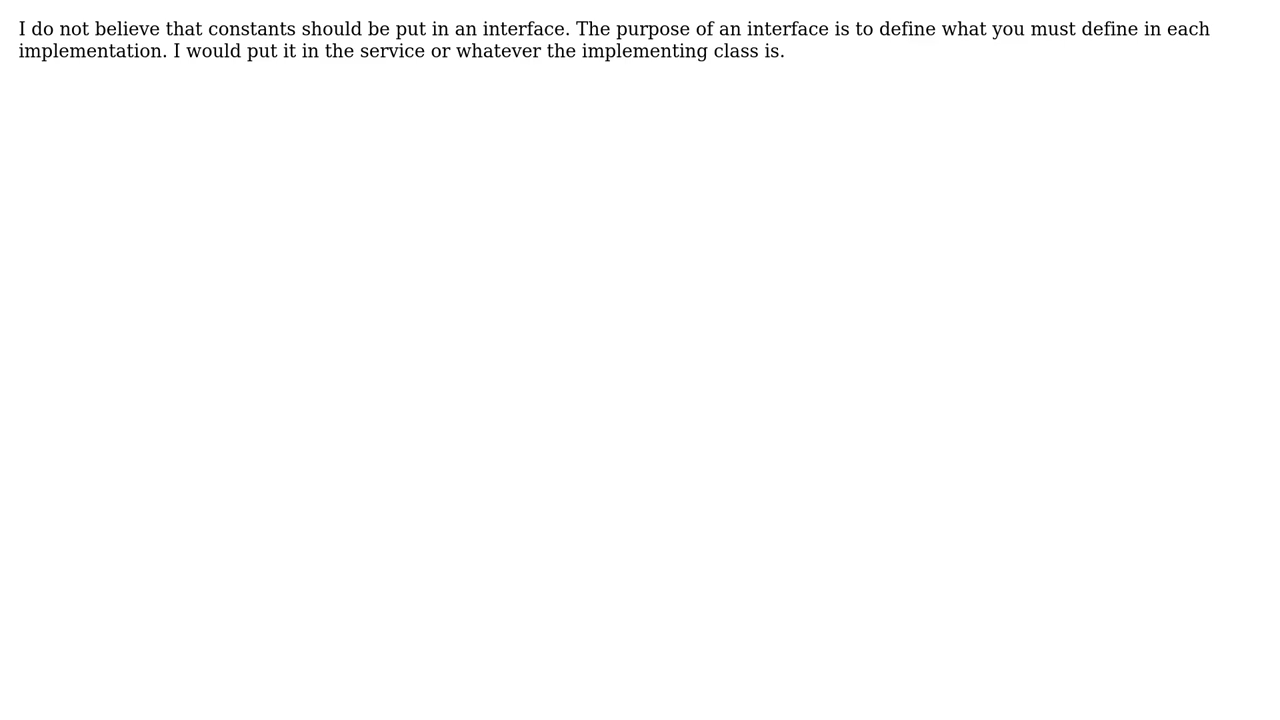 I do not believe that constants should be put in an interface. The purpose of an interface is to define what you must define in each
implementation. I would put it in the service or whatever the implementing class is.